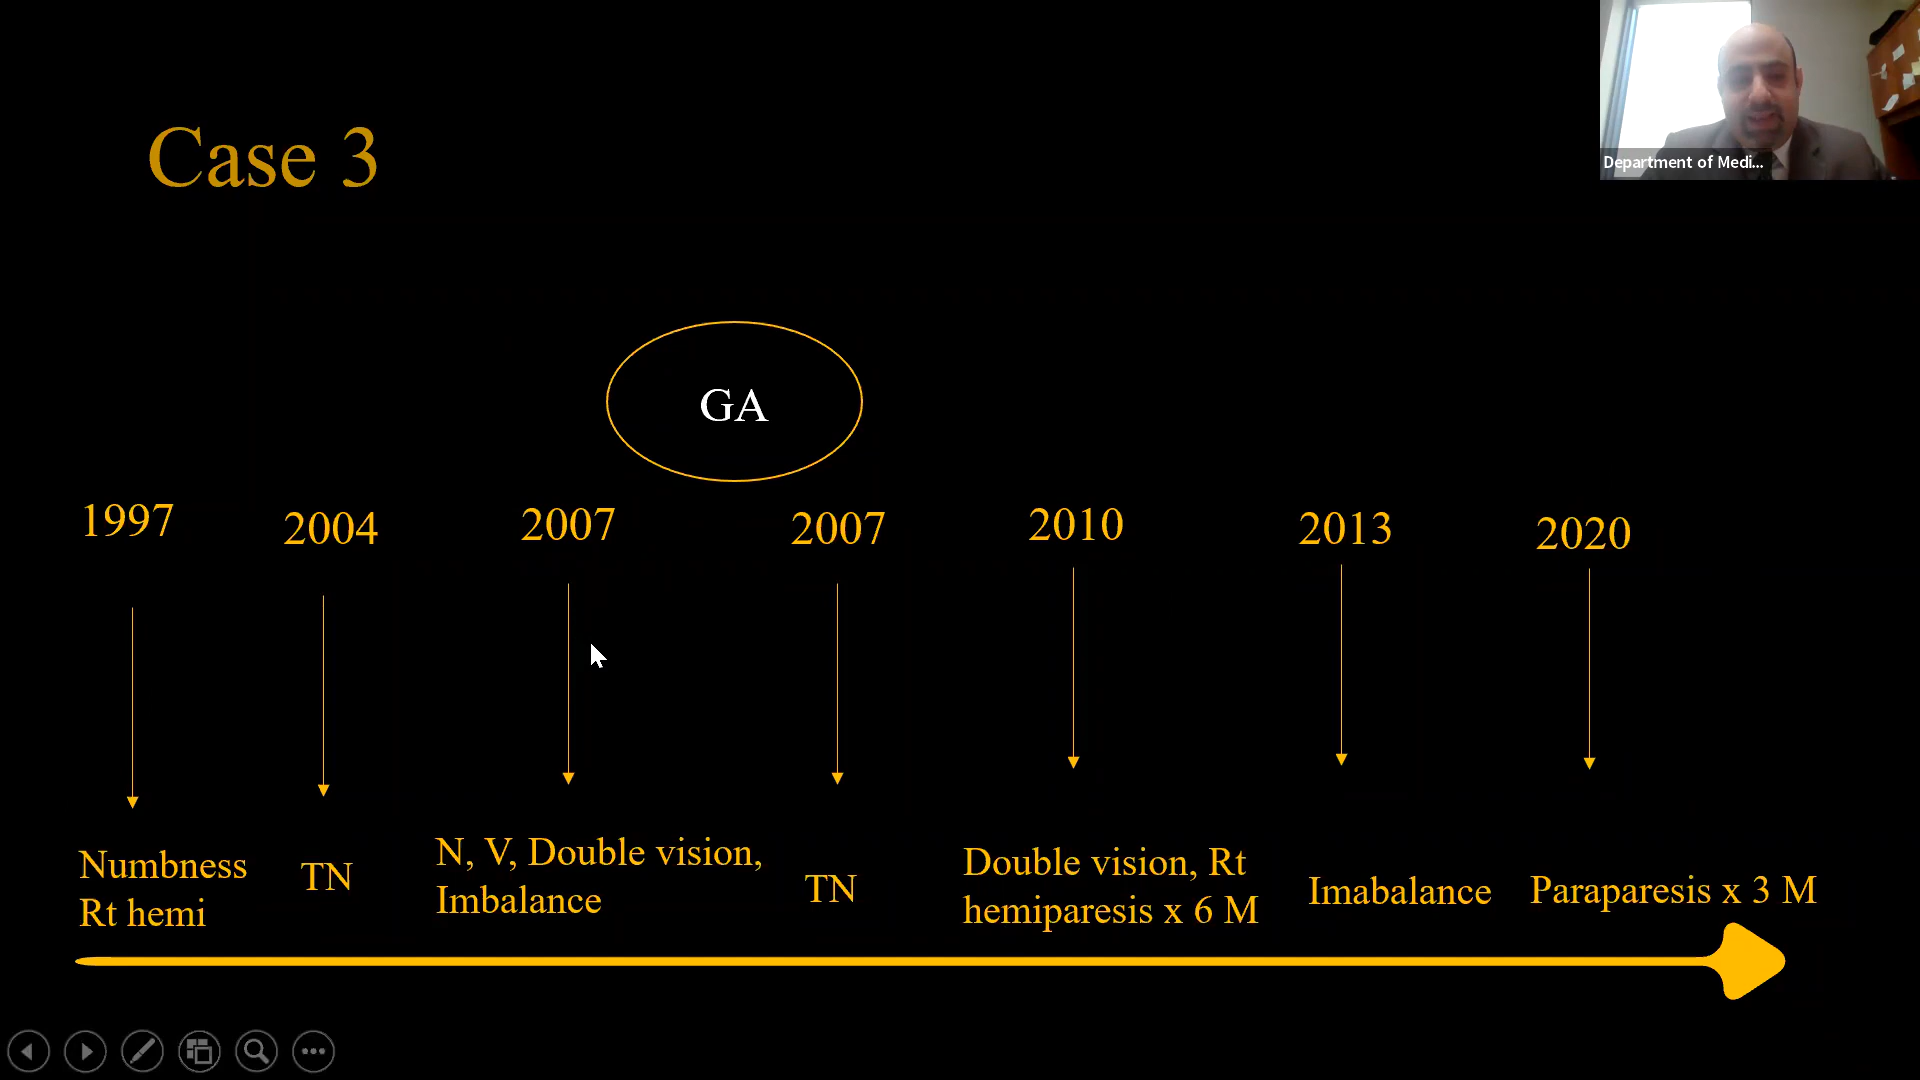 Case 3
Department of Medi...
GA
1997
2004
2007
2007
2010
2013
2020
Numbness
Rt hemi
TN
N, V, Double vision,
Imbalance
TN
Double vision, Rt
hemiparesis x 6 M
Imabalance
Paraparesis x 3 M